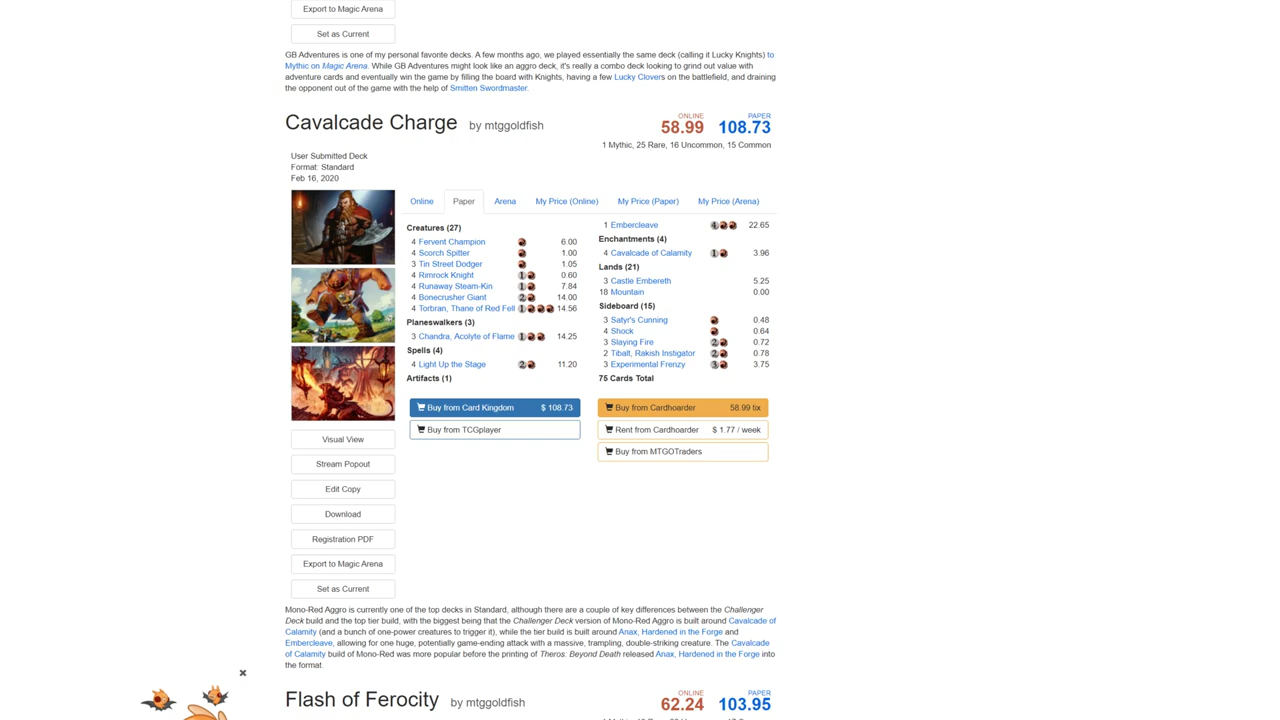 Export to Magic Arena
Set as Current
GB Adventures is one of my personal favorite decks. A few months ago, we played essentially the same deck (calling it Lucky Knights) to
Mythic on Magic Arena. While GB Adventures might look like an aggro deck, it's really a combo deck looking to grind out value with
adventure cards and eventually win the game by filling the board with Knights, having a few Lucky Clovers on the battlefield, and draining
the opponent out of the game with the help of Smitten Swordmaster.
Cavalcade Charge by mtggoldfish
ONLINE PAPER
58.99 108.73
1 Mythic, 25 Rare, 16 Uncommon, 15 Common
User Submitted Deck
Format: Standard
Feb 16, 2020
Online Paper Arena My Price (Online) My Price (Paper) My Price (Arena)
Creatures (27)
4 Fervent Champion 6.00
4 Scorch Spitter 1.00
3 Tin Street Dodger 1.05
4 Rimrock Knight 1 0.60
4 Runaway Steam-Kin 1 7.84
4 Bonecrusher Giant 2 14.00
4 Torbran, Thane of Red Fell 1 14.56
Planeswalkers (3)
3 Chandra, Acolyte of Flame 1 14.25
Spells (4)
4 Light Up the Stage 2 11.20
Artifacts (1)
1 Embercleave 4 22.65
Enchantments (4)
4 Cavalcade of Calamity 1 3.96
Lands (21)
3 Castle Embereth 5.25
18 Mountain 0.00
Sideboard (15)
3 Satyr's Cunning 0.48
4 Shock 0.64
3 Slaying Fire 2 0.72
2 Tibalt, Rakish Instigator 2 0.78
3 Experimental Frenzy 3 3.75
75 Cards Total
Buy from Card Kingdom $ 108.73
Buy from TCGplayer
Buy from Cardhoarder 58.99 tix
Rent from Cardhoarder $ 1.77 / week
Buy from MTGOTraders
Visual View
Stream Popout
Edit Copy
Download
Registration PDF
Export to Magic Arena
Set as Current
Mono-Red Aggro is currently one of the top decks in Standard, although there are a couple of key differences between the Challenger
Deck build and the top tier build, with the biggest being that the Challenger Deck version of Mono-Red Aggro is built around Cavalcade of
Calamity (and a bunch of one-power creatures to trigger it), while the tier build is built around Anax, Hardened in the Forge and
Embercleave, allowing for one huge, potentially game-ending attack with a massive, trampling, double-striking creature. The Cavalcade
of Calamity build of Mono-Red was more popular before the printing of Theros: Beyond Death released Anax, Hardened in the Forge into
the format.
Flash of Ferocity by mtggoldfish
ONLINE PAPER
62.24 103.95